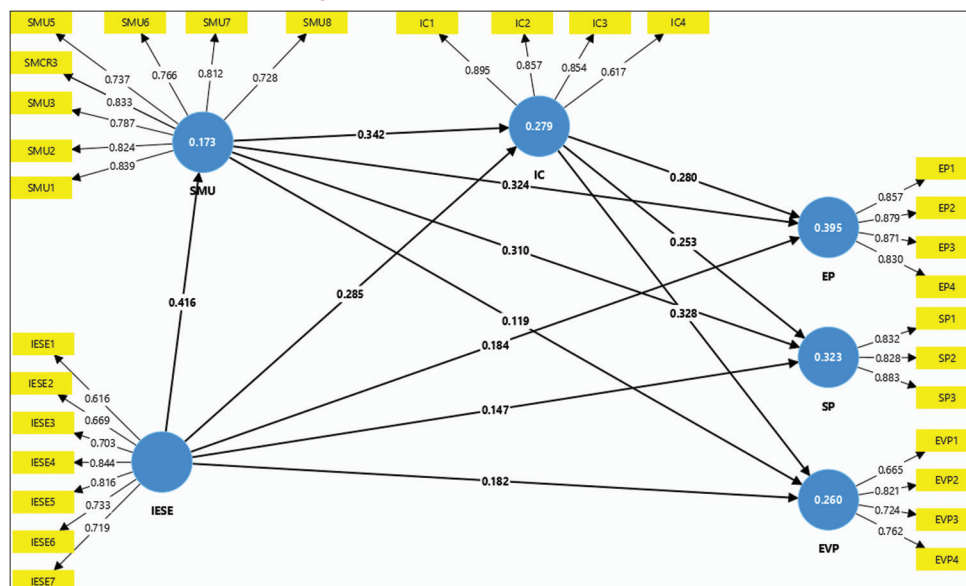 SMU5
SMU6
SMU7
SMU8
IC1
IC2
IC3
IC4
SMCR3
SMU3
SMU2
SMU1
0.737
0.766
0.812
0.728
0.833
0.787
0.824
0.839
0.895
0.857
0.854
0.617
0.173
SMU
0.279
IC
0.342
0.324
0.310
0.119
0.280
0.253
0.328
0.416
0.285
0.184
0.147
0.182
0.395
EP
0.857
0.879
0.871
0.830
EP1
EP2
EP3
EP4
0.323
SP
0.832
0.828
0.883
SP1
SP2
SP3
0.260
EVP
0.665
0.821
0.724
0.762
EVP1
EVP2
EVP3
EVP4
IESE1
IESE2
IESE3
IESE4
IESE5
IESE6
IESE7
0.616
0.669
0.703
0.844
0.816
0.733
0.719
IESE